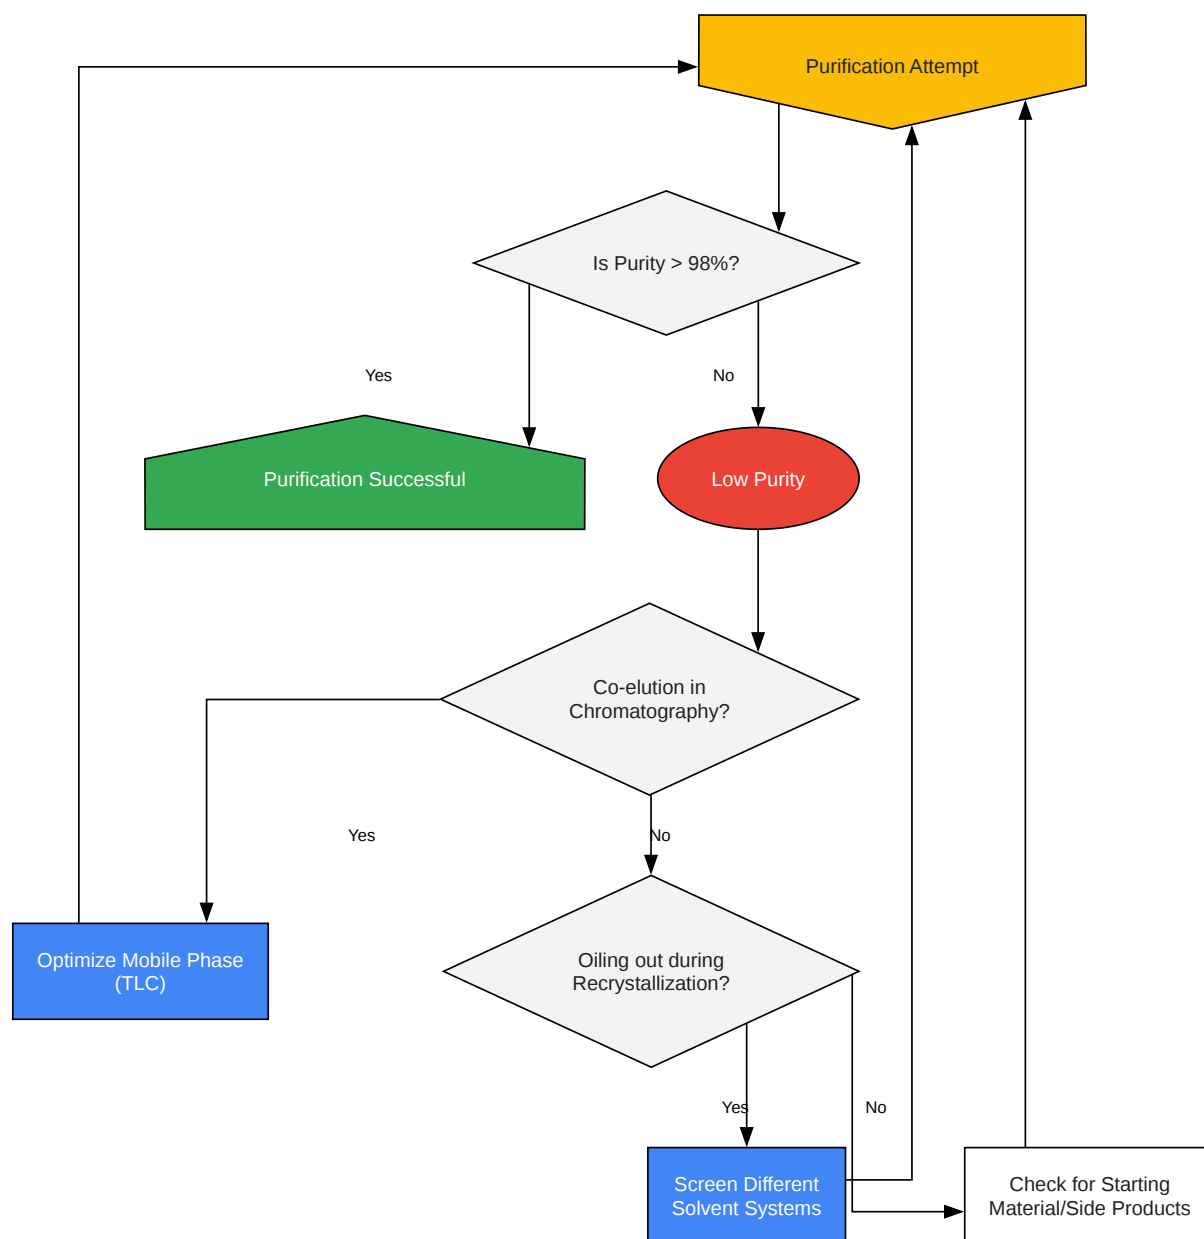 Purification Attempt
Is Purity > 98%?
Yes
No
Purification Successful
Low Purity
Co-elution in
Chromatography?
Yes
No
Optimize Mobile Phase
(TLC)
Oiling out during
Recrystallization?
Yes
No
Screen Different
Solvent Systems
Check for Starting
Material/Side Products